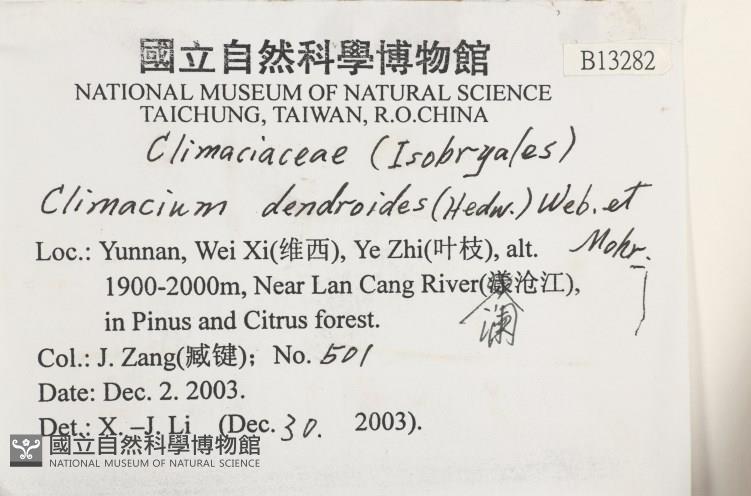 國立自然科學博物館
B13282
NATIONAL MUSEUM OF NATURAL SCIENCE
TAICHUNG, TAIWAN, R.O.CHINA
Climaciaceae (Isobryales)
Climacium dendroides (Hedw.) Web. et
Mohr.
Loc.: Yunnan, Wei Xi(维西), Ye Zhi(叶枝), alt.
1900-2000m, Near Lan Cang River(漾沧江),
澜
in Pinus and Citrus forest.
Col.: J. Zang(臧键); No. 501
Date: Dec. 2. 2003.
Det.: X. –J. Li (Dec. 30. 2003).
國立自然科學博物館
NATIONAL MUSEUM OF NATURAL SCIENCE